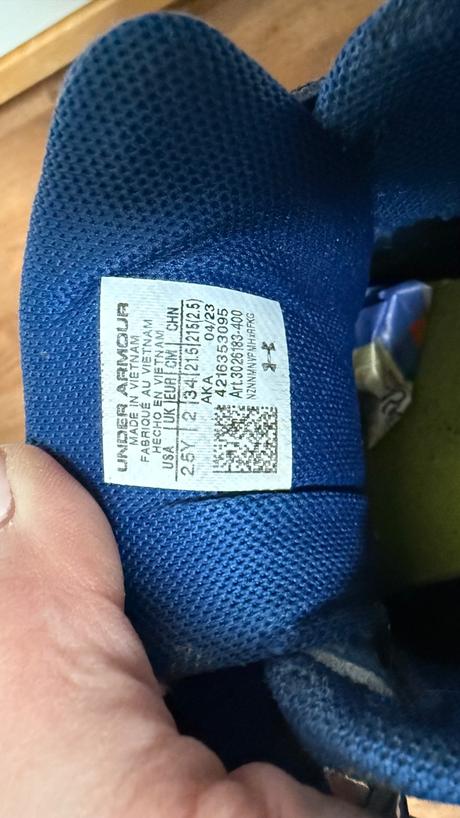 UNDER ARMOUR
MADE IN VIETNAM
FABRIQUÉ AU VIETNAM
HECHO EN VIETNAM
USA UK EUR CM CHN
2.5Y 2 34 21.5 215(2.5)
AKA 04/23
4216353095
Art.3026183-400